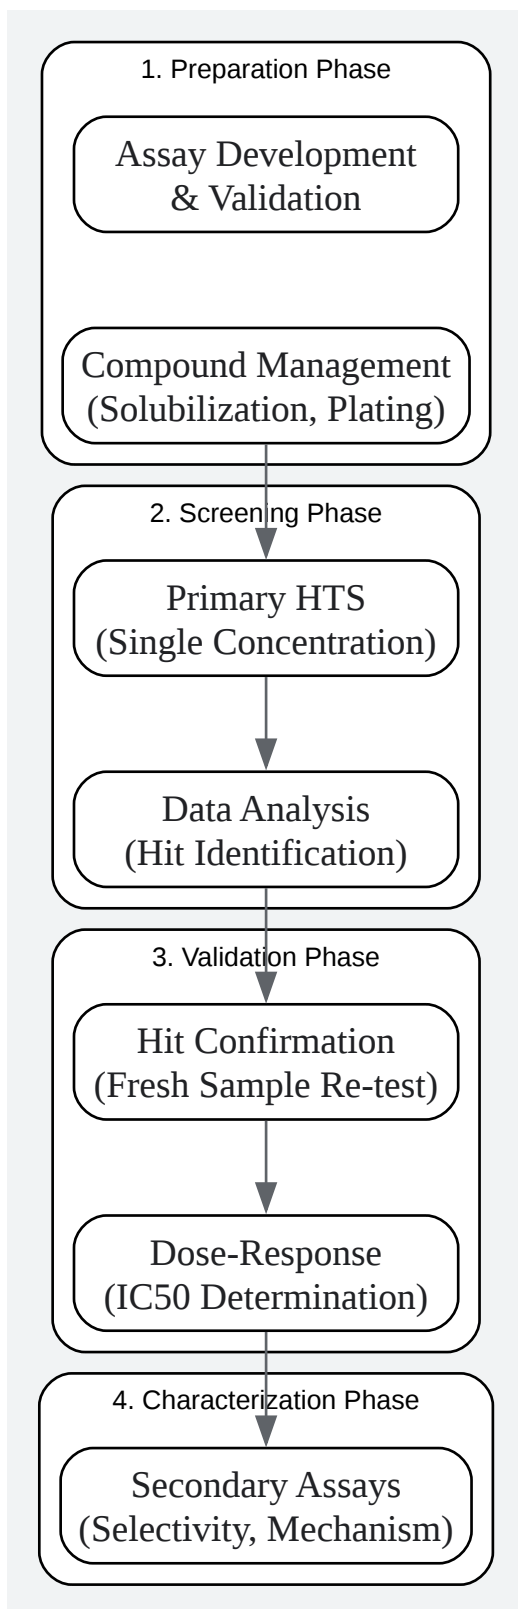 1. Preparation Phase
Assay Development
& Validation
Compound Management
(Solubilization, Plating)
2. Screening Phase
Primary HTS
(Single Concentration)
Data Analysis
(Hit Identification)
3. Validation Phase
Hit Confirmation
(Fresh Sample Re-test)
Dose-Response
(IC50 Determination)
4. Characterization Phase
Secondary Assays
(Selectivity, Mechanism)